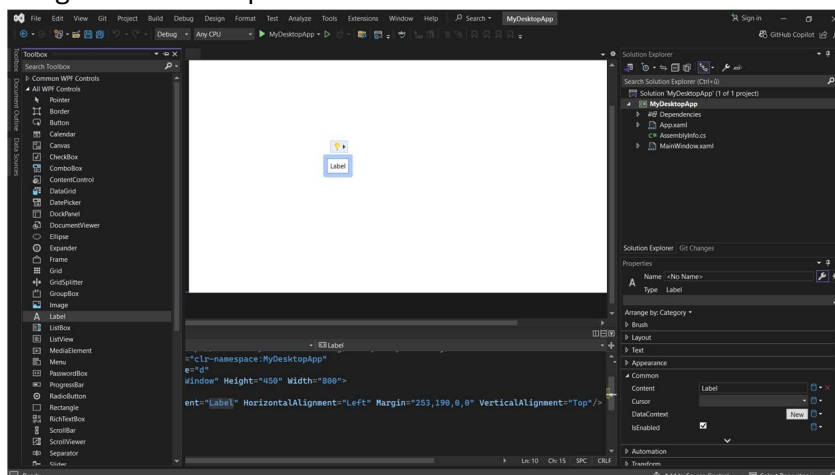 File Edit View Git Project Build Debug Design Format Test Analyze Tools Extensions Window Help Search MyDesktopApp Sign in
Debug Any CPU MyDesktopApp GitHub Copilot
Toolbox
Search Toolbox
Common WPF Controls
All WPF Controls
Pointer
Border
Button
Calendar
Canvas
CheckBox
ComboBox
ContentControl
DataGrid
DatePicker
DockPanel
DocumentViewer
Ellipse
Expander
Frame
Grid
GridSplitter
GroupBox
Image
Label
ListBox
ListView
MediaElement
Menu
PasswordBox
ProgressBar
RadioButton
Rectangle
RichTextBox
ScrollBar
ScrollViewer
Separator
Slider
Toolbox
Document Outline
Data Sources
Label
Label
="clr-namespace:MyDesktopApp"
e="d"
Window" Height="450" Width="800">
ent="Label" HorizontalAlignment="Left" Margin="253,190,0,0" VerticalAlignment="Top"/>
Ln: 10 Ch: 15 SPC CRLF
Solution Explorer
Search Solution Explorer (Ctrl+ü)
Solution 'MyDesktopApp' (1 of 1 project)
MyDesktopApp
Dependencies
App.xaml
C# AssemblyInfo.cs
MainWindow.xaml
Solution Explorer Git Changes
Properties
Name <No Name>
Type Label
Arrange by: Category
Brush
Layout
Text
Appearance
Common
Content Label
Cursor
DataContext New
IsEnabled
Automation
Transform